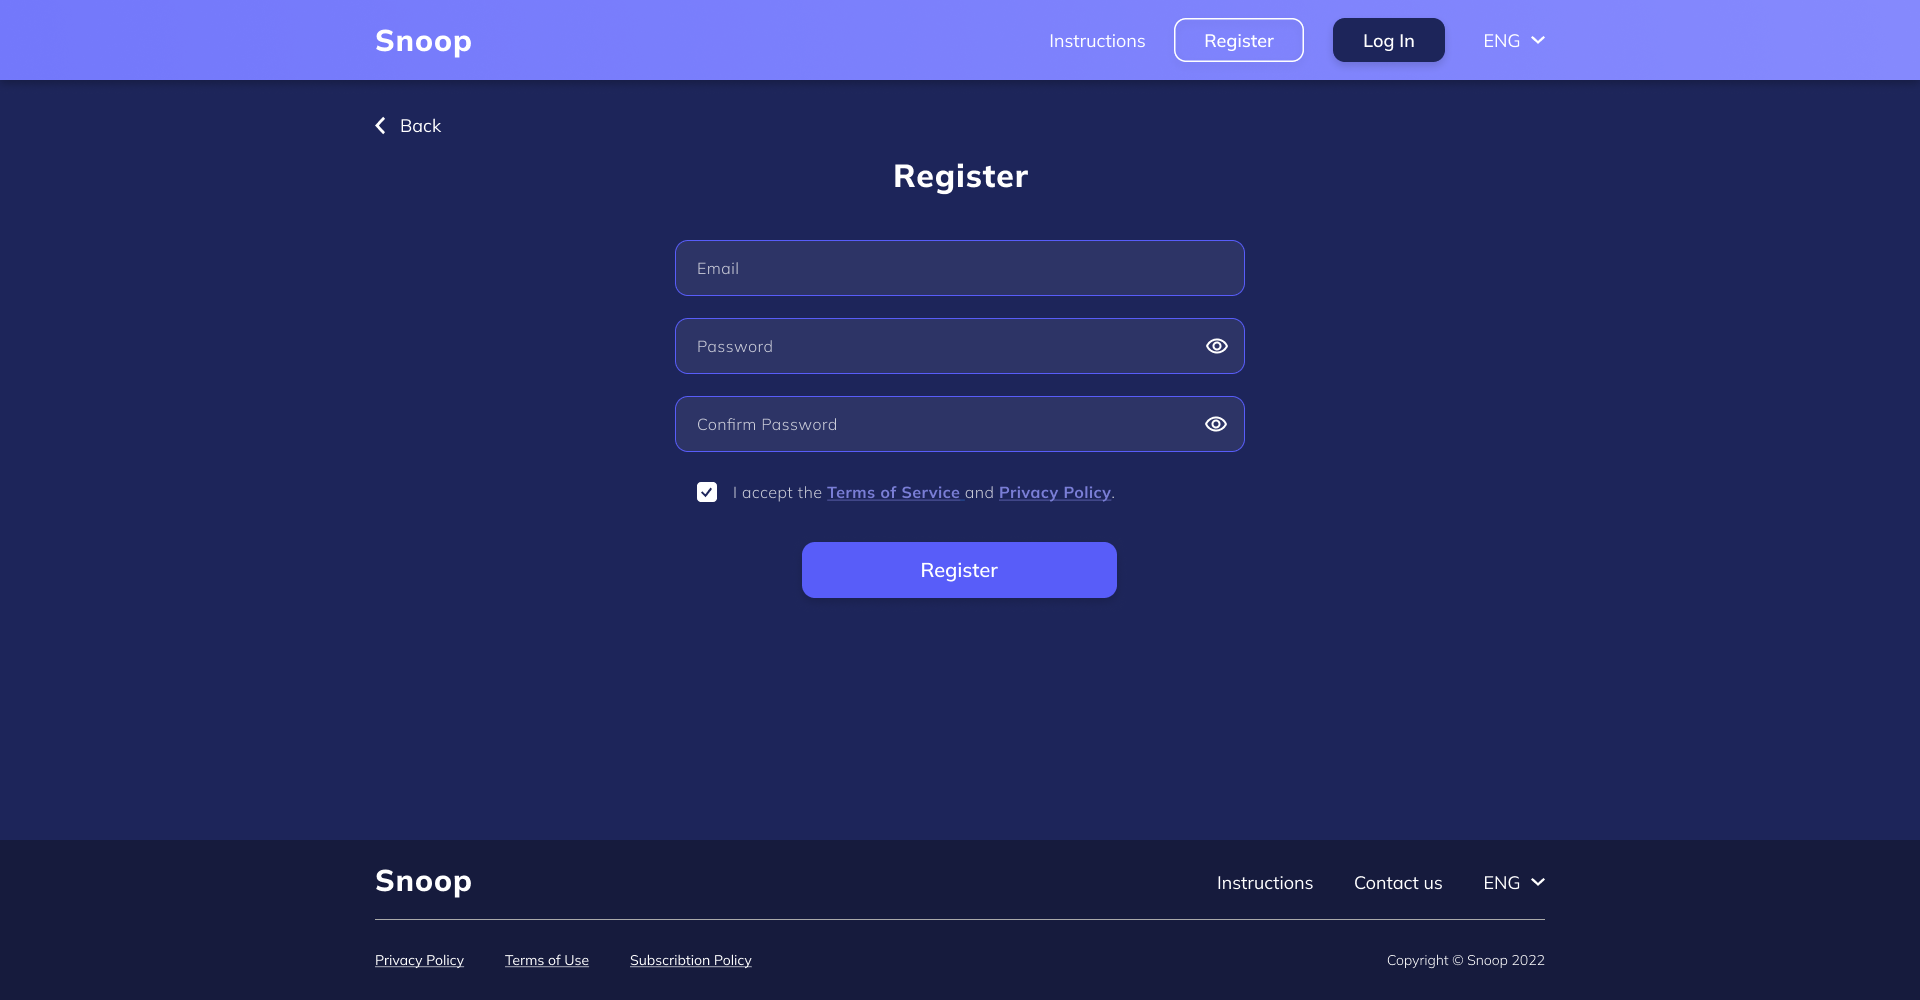 Snoop
Instructions
Register
Log In
ENG
Back
Register
Email
Password
Confirm Password
I accept the Terms of Service and Privacy Policy.
Register
Snoop
Instructions
Contact us
ENG
Privacy Policy
Terms of Use
Subscribtion Policy
Copyright © Snoop 2022